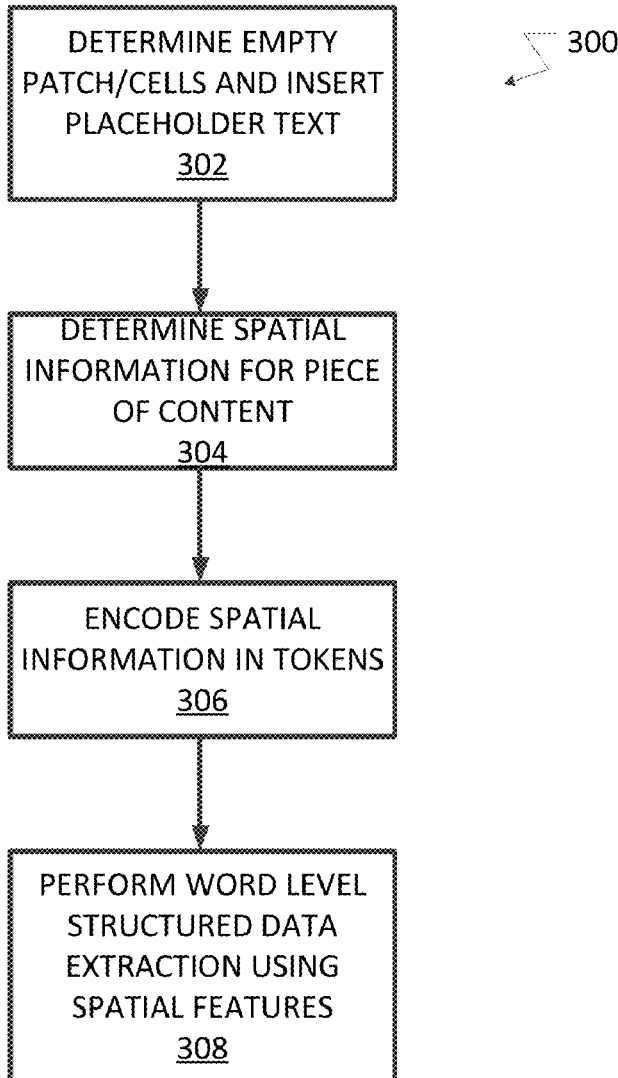 DETERMINE EMPTY
PATCH/CELLS AND INSERT
PLACEHOLDER TEXT
302
300
DETERMINE SPATIAL
INFORMATION FOR PIECE
OF CONTENT
304
ENCODE SPATIAL
INFORMATION IN TOKENS
306
PERFORM WORD LEVEL
STRUCTURED DATA
EXTRACTION USING
SPATIAL FEATURES
308